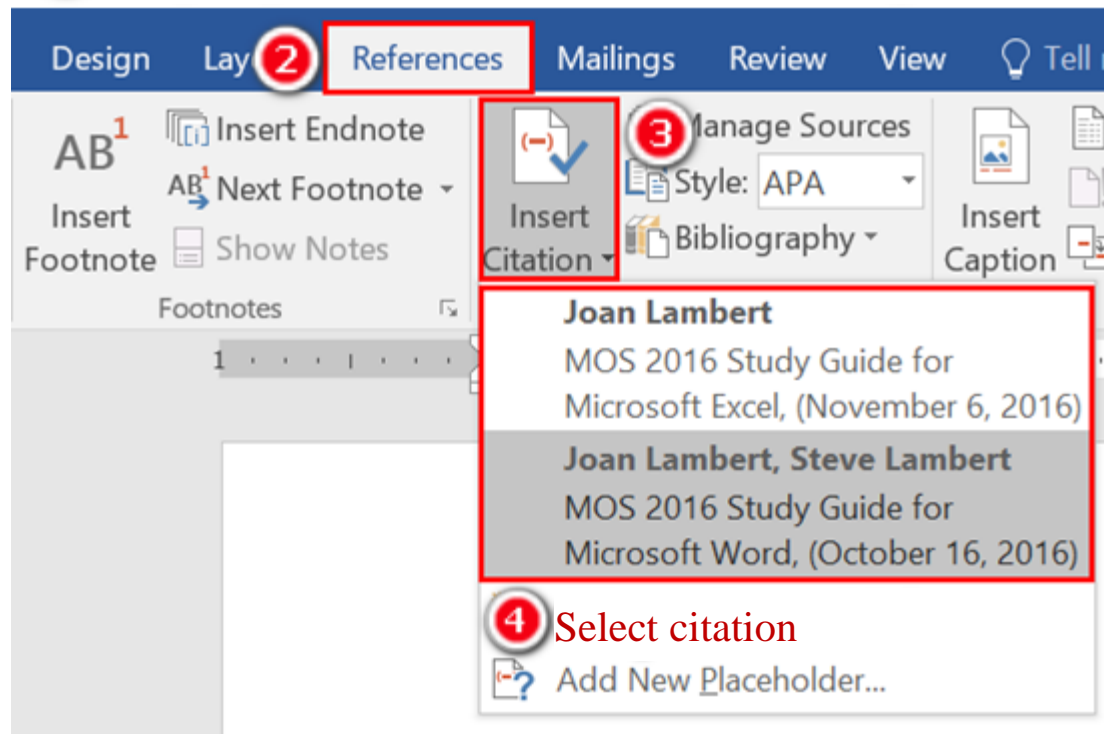 Design Lay 2 References Mailings Review View Tell
AB1 Insert Endnote
AB1 Next Footnote
Insert Footnote
Show Notes
Footnotes
Insert Citation
3 Manage Sources
Style: APA
Bibliography
Insert Caption
1
Joan Lambert
MOS 2016 Study Guide for
Microsoft Excel, (November 6, 2016)
Joan Lambert, Steve Lambert
MOS 2016 Study Guide for
Microsoft Word, (October 16, 2016)
4 Select citation
Add New Placeholder...